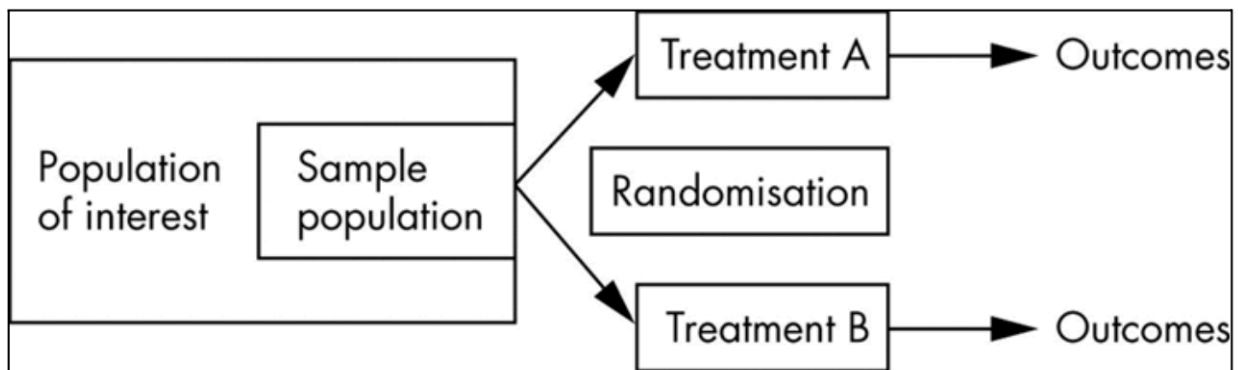 Treatment A
Outcomes
Population
of interest
Sample
population
Randomisation
Treatment B
Outcomes